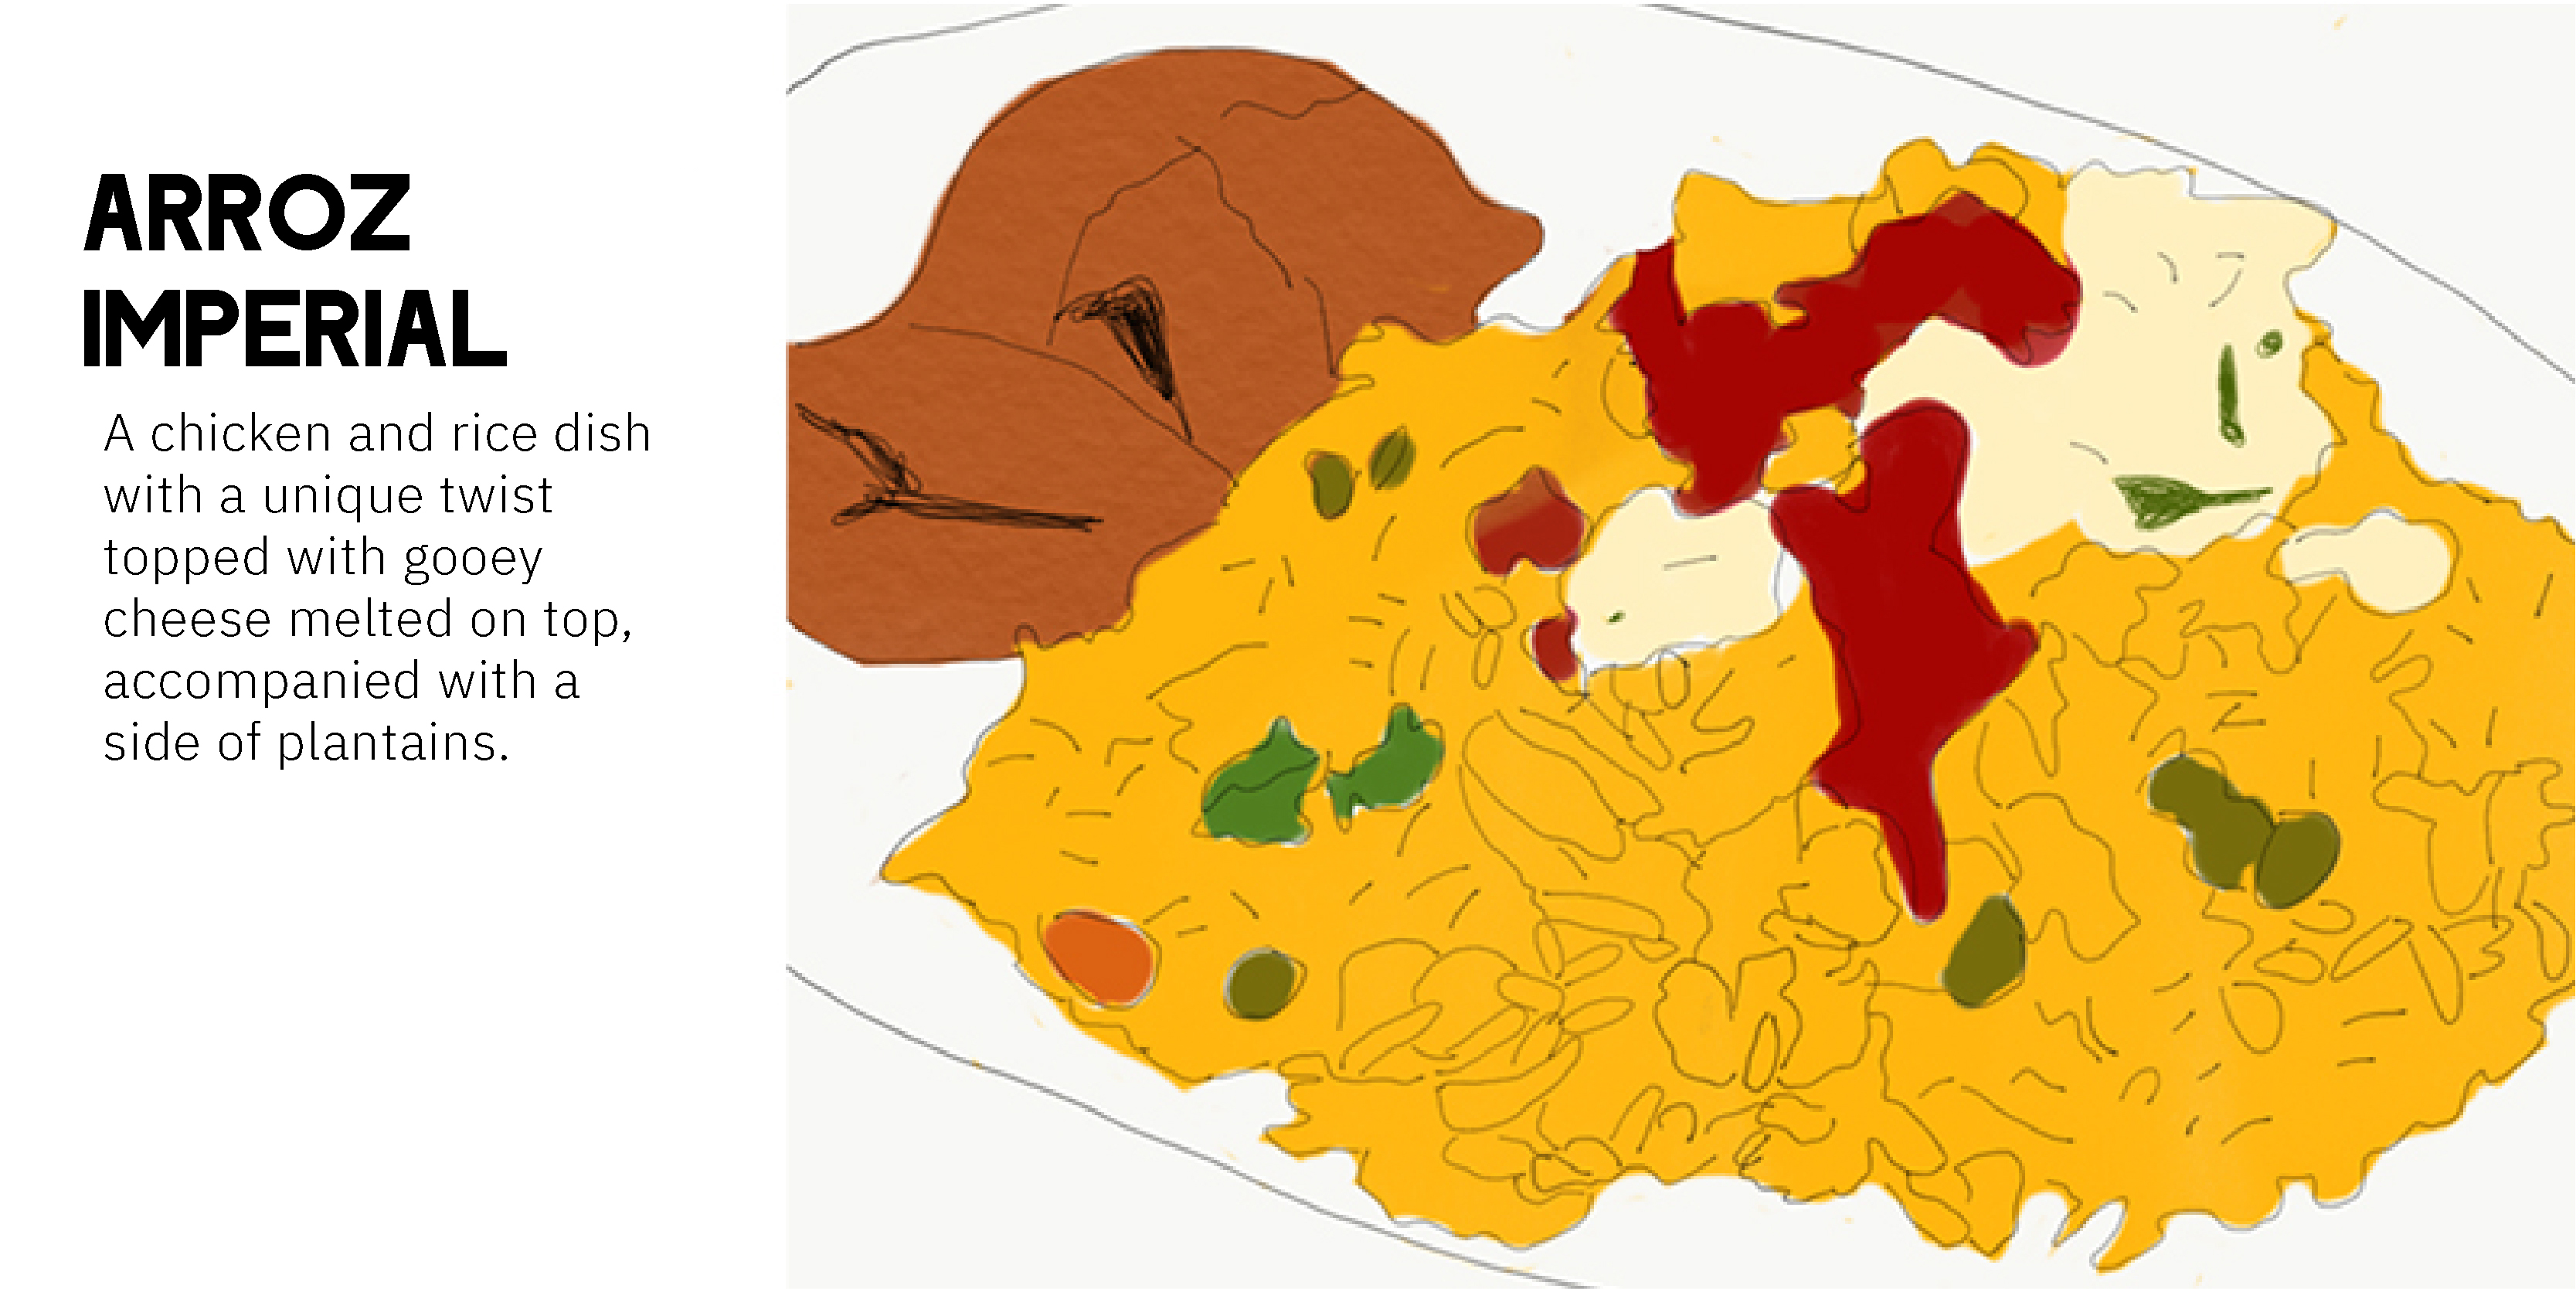 ARROZ
IMPERIAL
A chicken and rice dish
with a unique twist
topped with gooey
cheese melted on top,
accompanied with a
side of plantains.